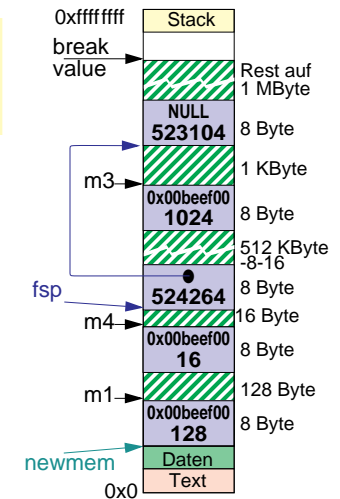 0xffffffff
Stack
break
value
Rest auf
1 MByte
NULL
523104
8 Byte
1 KByte
m3
0x00beef00
1024
8 Byte
512 KByte
-8-16
524264
8 Byte
fsp
16 Byte
m4
0x00beef00
16
8 Byte
128 Byte
m1
0x00beef00
128
8 Byte
newmem
Daten
Text
0x0